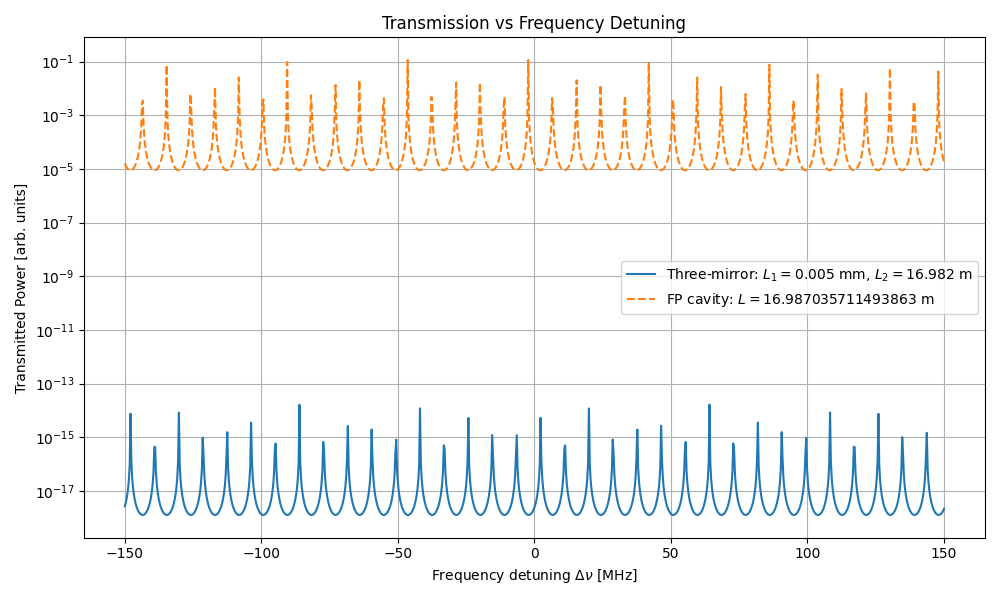 Transmission vs Frequency Detuning
Transmitted Power [arb. units]
10⁻¹
10⁻³
10⁻⁵
10⁻⁷
10⁻⁹
10⁻¹¹
10⁻¹³
10⁻¹⁵
10⁻¹⁷
Three-mirror: L₁ = 0.005 mm, L₂ = 16.982 m
FP cavity: L = 16.987035711493863 m
−150 −100 −50 0 50 100 150
Frequency detuning Δν [MHz]